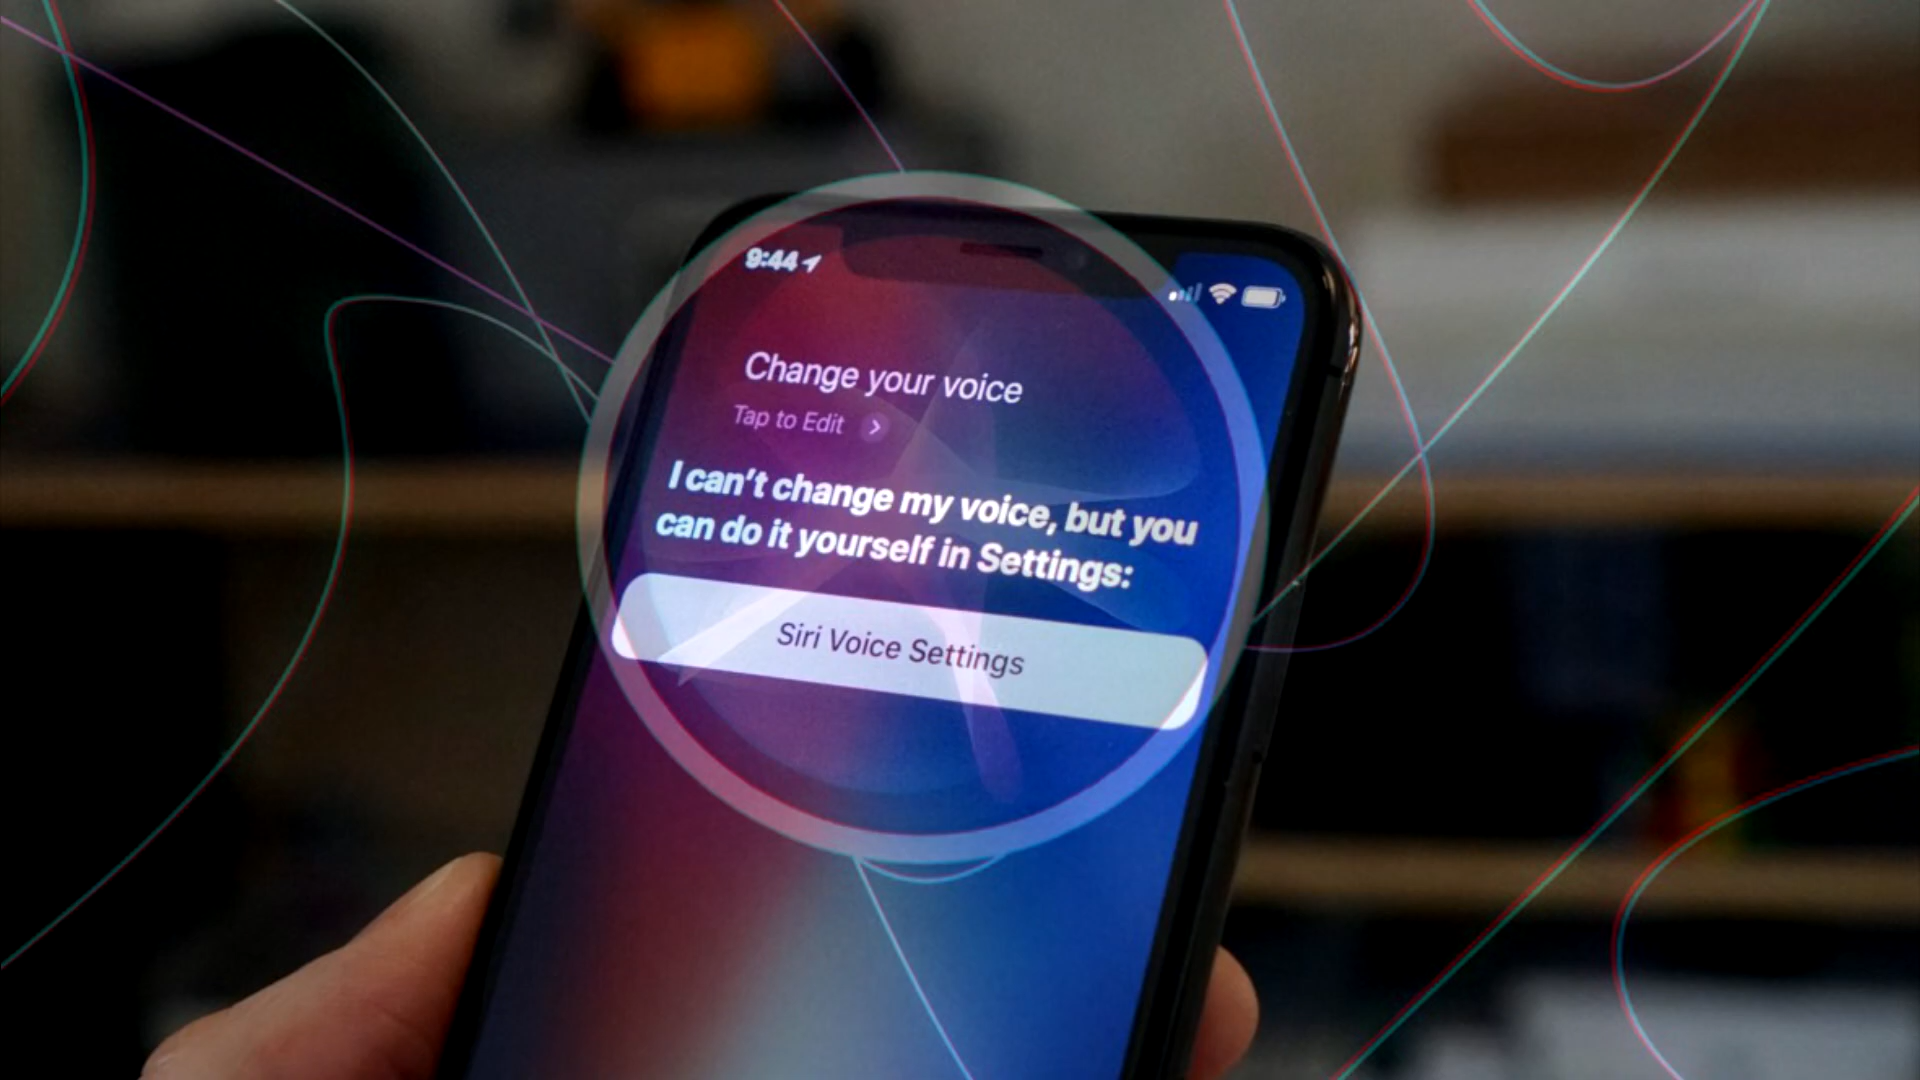 9:44
Change your voice
Tap to Edit
I can't change my voice, but you
can do it yourself in Settings:
Siri Voice Settings